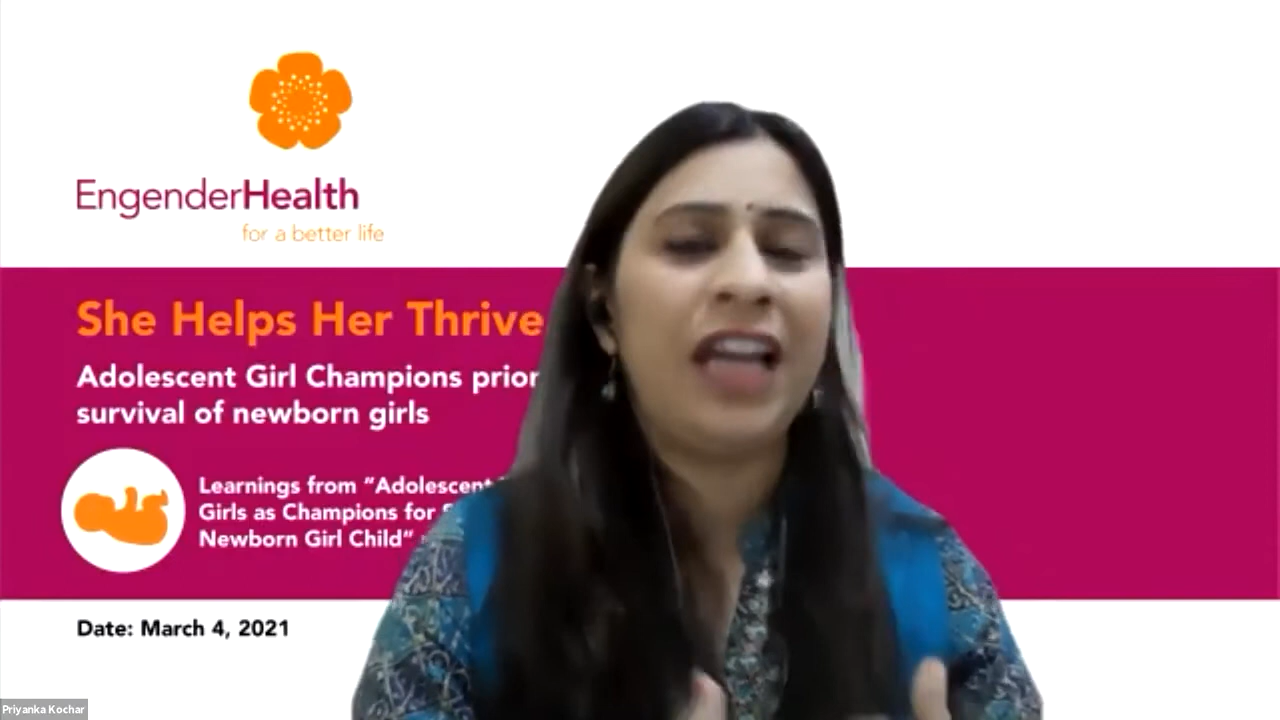 EngenderHealth
for a better life
She Helps Her Thrive
Adolescent Girl Champions prior
survival of newborn girls
Learnings from “Adolescent
Girls as Champions for
Newborn Girl Child”
Date: March 4, 2021
Priyanka Kochar